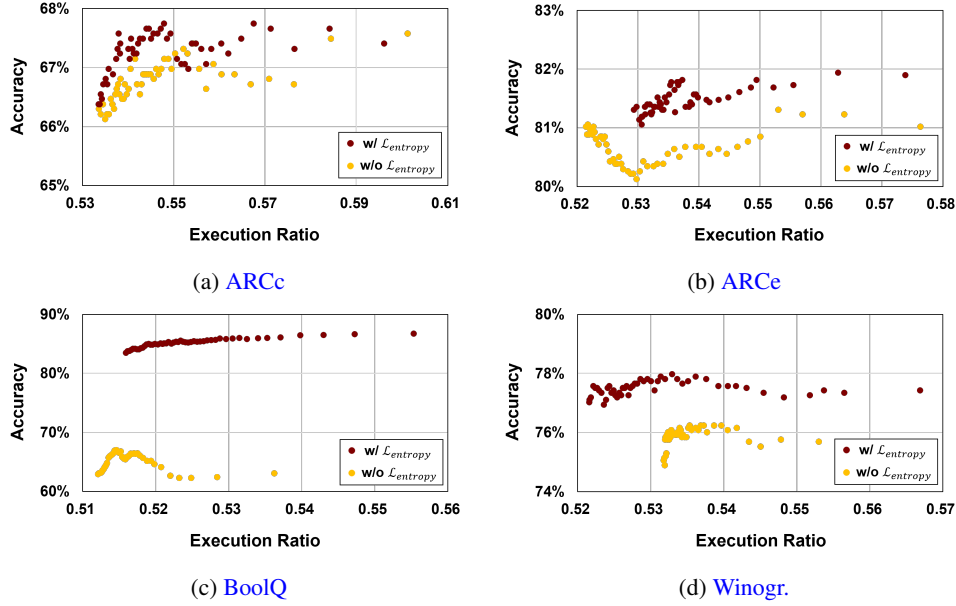 68%
67%
66%
65%
Accuracy
w/ ℒentropy
w/o ℒentropy
0.53 0.55 0.57 0.59 0.61
Execution Ratio
(a) ARCc
83%
82%
81%
80%
Accuracy
w/ ℒentropy
w/o ℒentropy
0.52 0.53 0.54 0.55 0.56 0.57 0.58
Execution Ratio
(b) ARCe
90%
80%
70%
60%
Accuracy
w/ ℒentropy
w/o ℒentropy
0.51 0.52 0.53 0.54 0.55 0.56
Execution Ratio
(c) BoolQ
80%
78%
76%
74%
Accuracy
w/ ℒentropy
w/o ℒentropy
0.52 0.53 0.54 0.55 0.56 0.57
Execution Ratio
(d) Winogr.